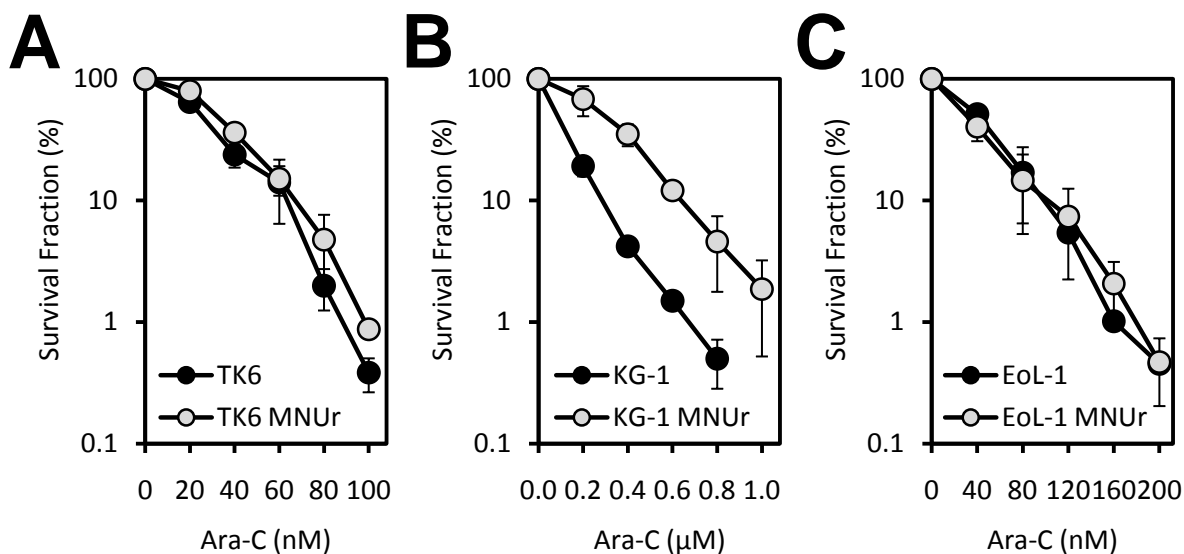 A
Survival Fraction (%)
100
10
1
0.1
TK6
TK6 MNUr
0 20 40 60 80 100
Ara-C (nM)
B
Survival Fraction (%)
100
10
1
0.1
KG-1
KG-1 MNUr
0.0 0.2 0.4 0.6 0.8 1.0
Ara-C (μM)
C
Survival Fraction (%)
100
10
1
0.1
EoL-1
EoL-1 MNUr
0 40 80 120 160 200
Ara-C (nM)